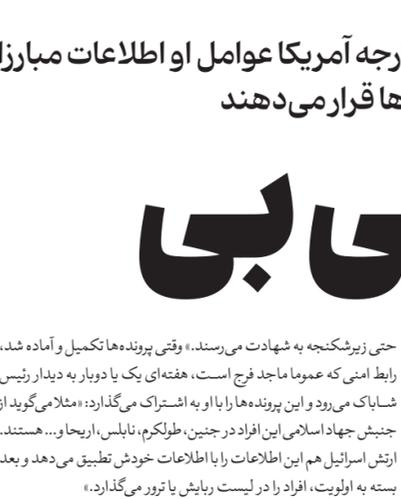 رجه آمریکا عوامل او اطلاعات مبارزا
ها قرار می‌دهند
ی بی
حتی زیرشکنجه به شهادت می‌رسند.» وقتی پرونده‌ها تکمیل و آماده شد،
رابط امنی که عموما ماجد فرج است، هفته‌ای یک یا دوبار به دیدار رئیس
شاباک می‌رود و این پرونده‌ها را با او به اشتراک می‌گذارد: «مثلا می‌گوید از
جنبش جهاد اسلامی این افراد در جنین، طولکرم، نابلس، اریحا و... هستند.
ارتش اسرائیل هم این اطلاعات را با اطلاعات خودش تطبیق می‌دهد و بعد
بسته به اولویت، افراد را در لیست ربایش یا ترور می‌گذارد.»